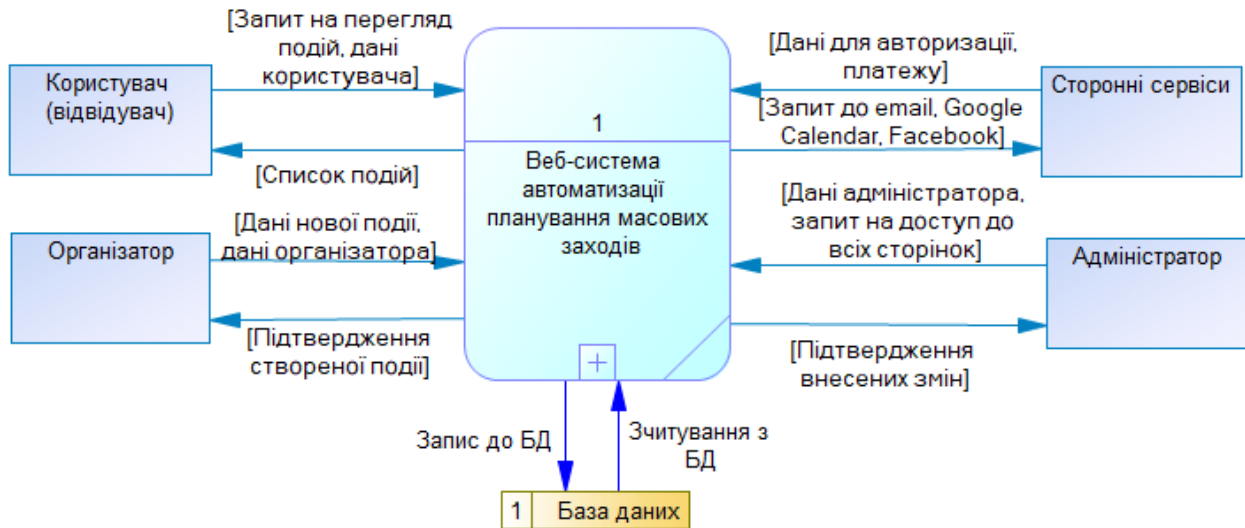 [Запит на перегляд
подій, дані
користувача]
Користувач
(відвідувач)
[Список подій]
[Дані нової події,
дані організатора]
Організатор
[Підтвердження
створеної події]
1
Веб-система
автоматизації
планування масових
заходів
[Дані для авторизації,
платежу]
Сторонні сервіси
[Запит до email, Google
Calendar, Facebook]
[Дані адміністратора,
запит на доступ до
всіх сторінок]
Адміністратор
[Підтвердження
внесених змін]
Запис до БД
Зчитування з
БД
1 База даних